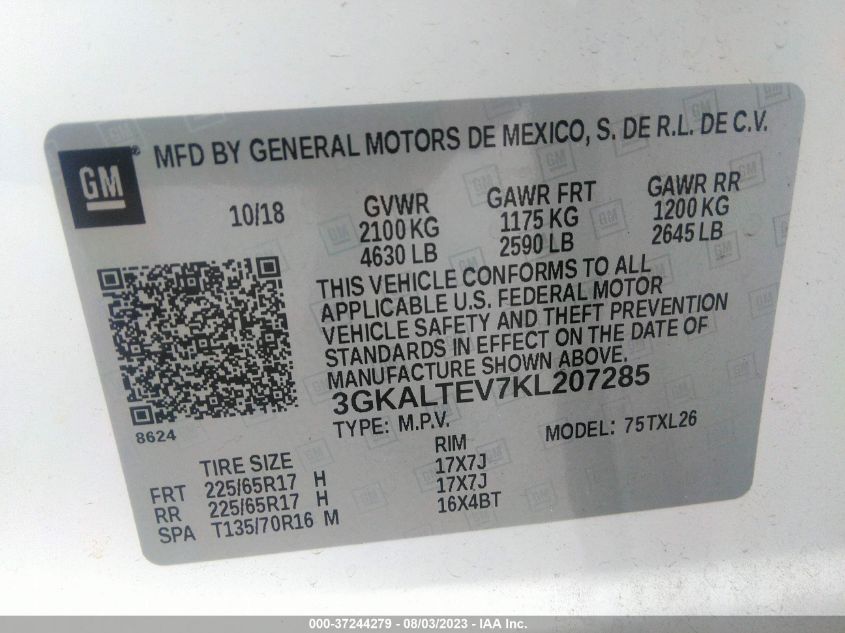 GM ® MFD BY GENERAL MOTORS DE MEXICO, S. DE R.L. DE C.V.
10/18 GVWR GAWR FRT GAWR RR
2100 KG 1175 KG 1200 KG
4630 LB 2590 LB 2645 LB
THIS VEHICLE CONFORMS TO ALL
APPLICABLE U.S. FEDERAL MOTOR
VEHICLE SAFETY AND THEFT PREVENTION
STANDARDS IN EFFECT ON THE DATE OF
MANUFACTURE SHOWN ABOVE.
3GKALTEV7KL207285
8624
TYPE: M.P.V. MODEL: 75TXL26
TIRE SIZE RIM
FRT 225/65R17 H 17X7J
RR 225/65R17 H 17X7J
SPA T135/70R16 M 16X4BT
000-37244279 - 08/03/2023 - IAA Inc.